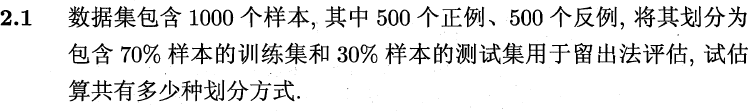 2.1 数据集包含 1000 个样本, 其中 500 个正例、500 个反例, 将其划分为
包含 70% 样本的训练集和 30% 样本的测试集用于留出法评估, 试估
算共有多少种划分方式.